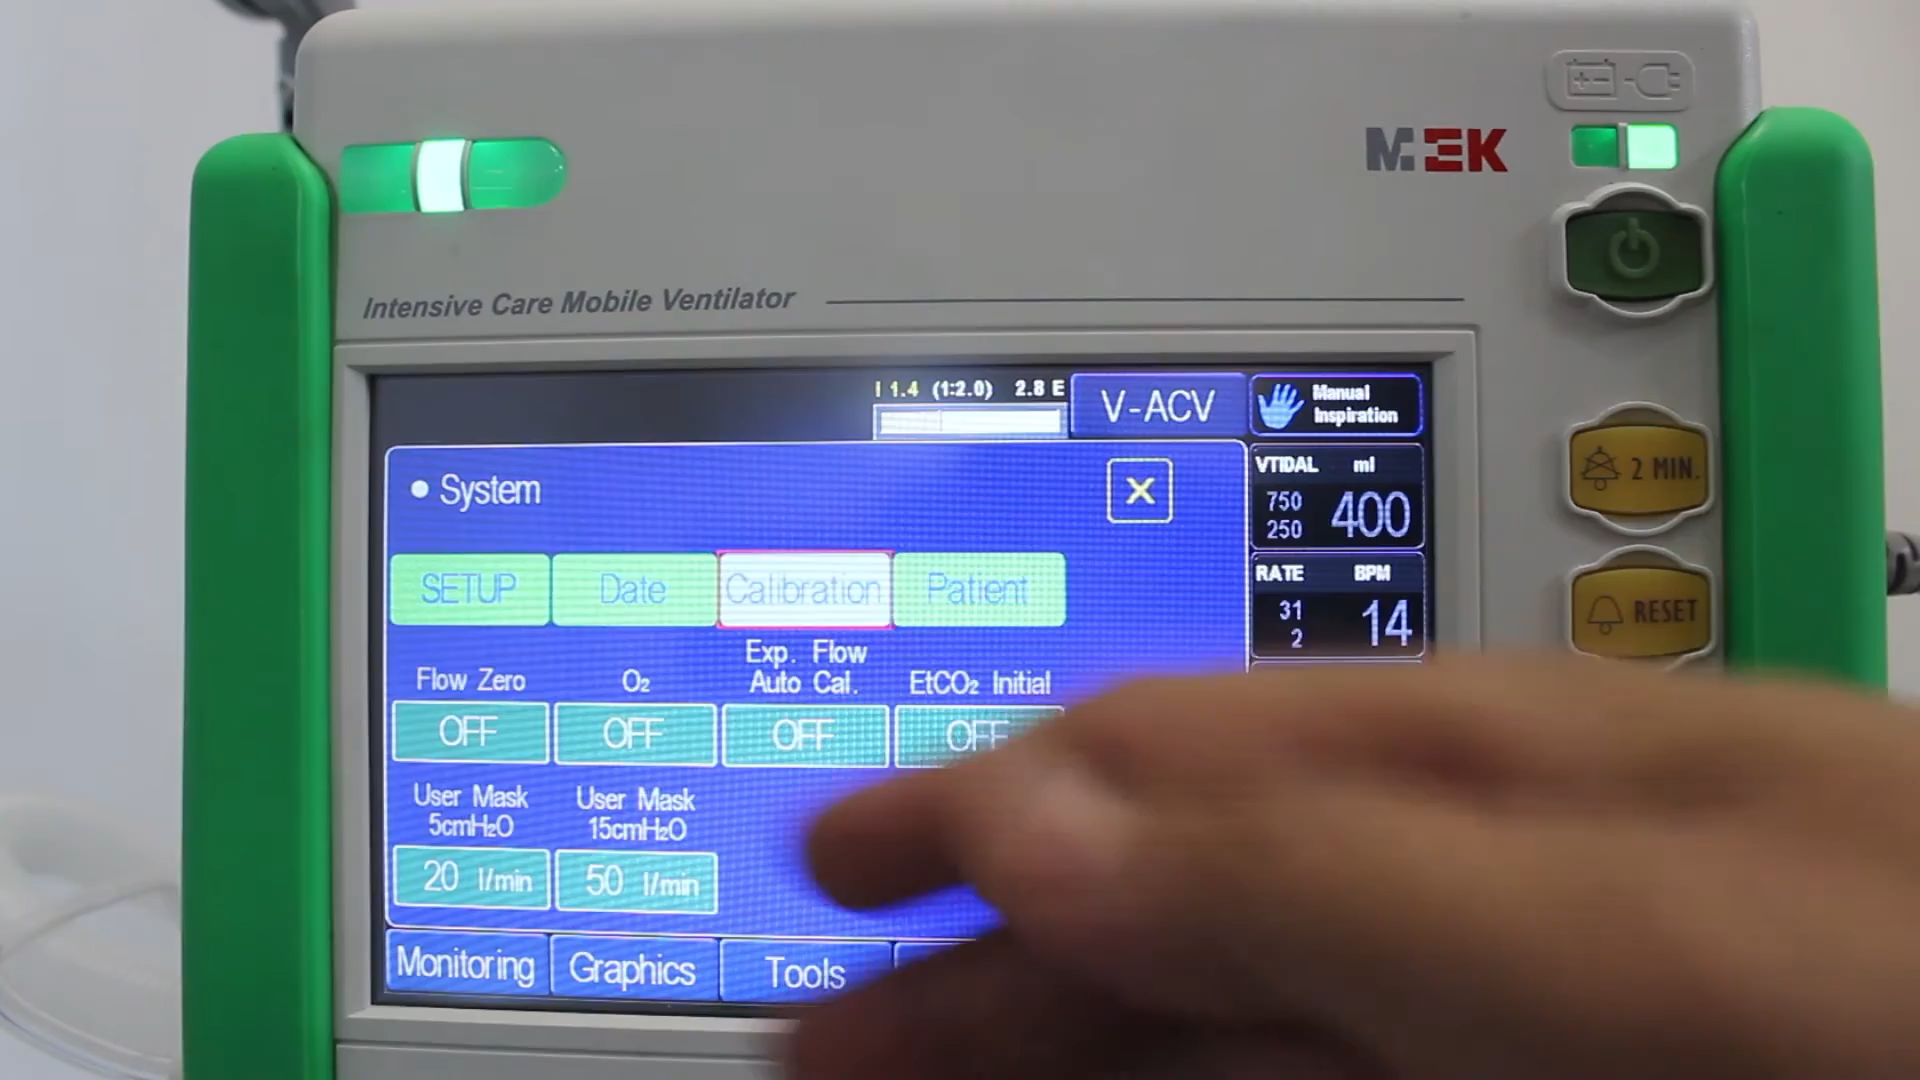 MEK
Intensive Care Mobile Ventilator
I 1.4 (1:2.0) 2.8 E
V-ACV
Manual
Inspiration
System
X
VTIDAL ml
750
250
400
SETUP
Date
Calibration
Patient
RATE BPM
31
2
14
Flow Zero
O₂
Exp. Flow
Auto Cal.
EtCO₂ Initial
OFF
OFF
OFF
OFF
User Mask
5cmH₂O
User Mask
15cmH₂O
20 l/min
50 l/min
Monitoring
Graphics
Tools
2 MIN.
RESET